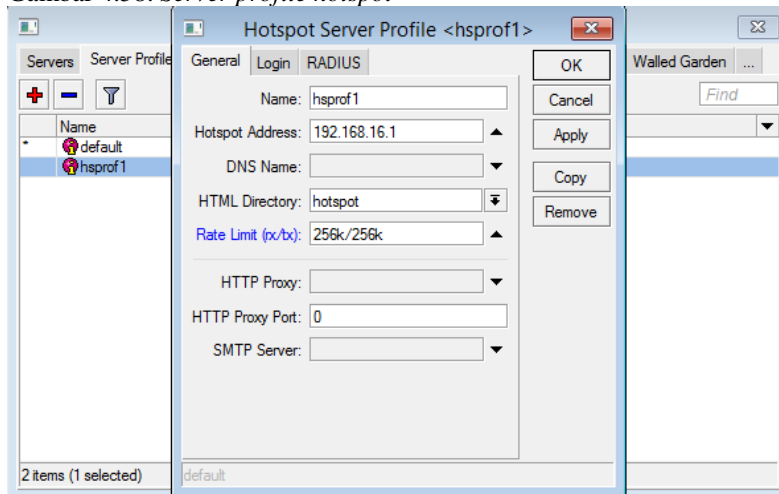 Gambar 4.38. Server profile hotspot
Hotspot Server Profile <hsprof1>
Servers Server Profile Walled Garden ...
General Login RADIUS
Find
Name
default
hsprof1
Name: hsprof1
Hotspot Address: 192.168.16.1
DNS Name:
HTML Directory: hotspot
Rate Limit (rx/tx): 256k/256k
HTTP Proxy:
HTTP Proxy Port: 0
SMTP Server:
OK
Cancel
Apply
Copy
Remove
2 items (1 selected)
default